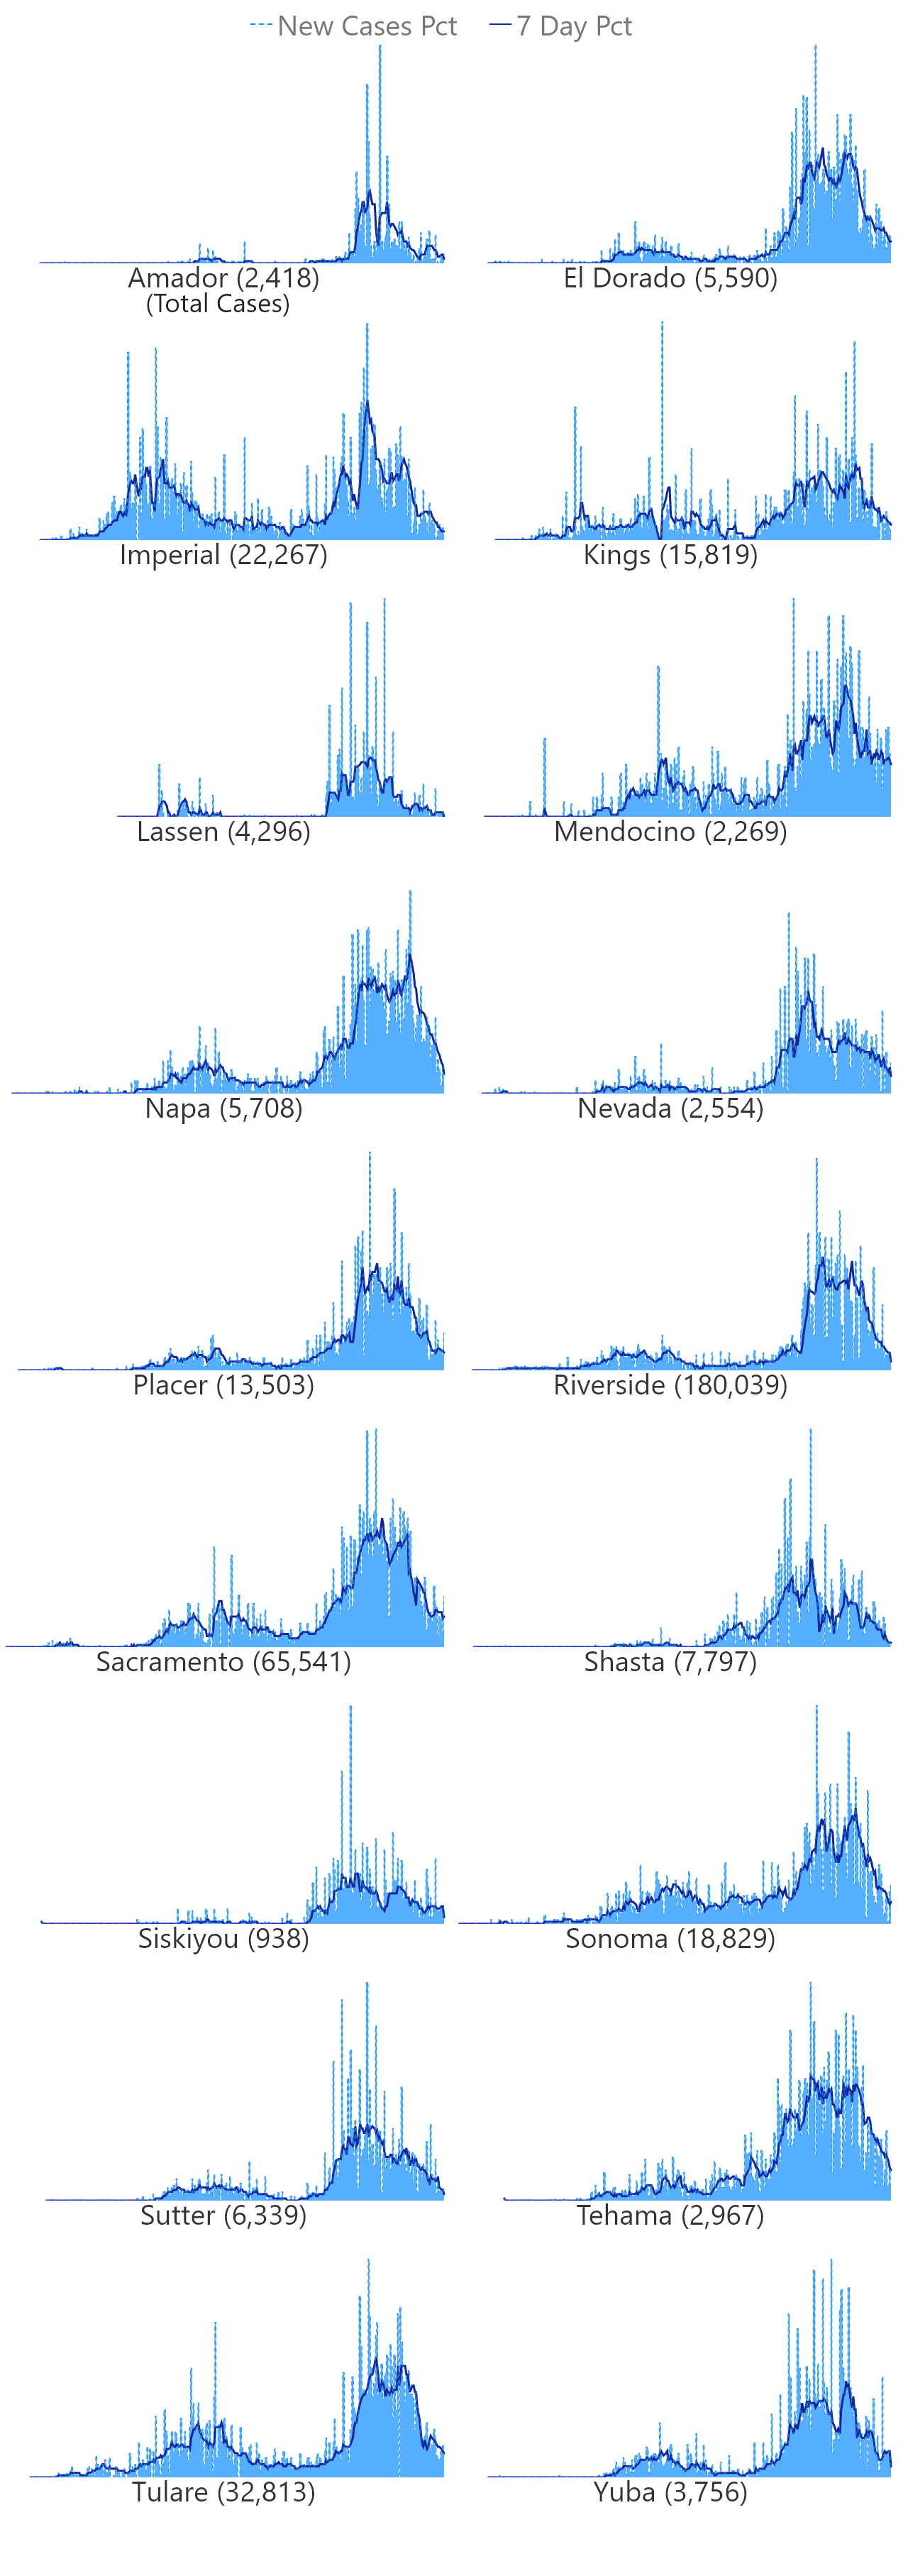 New Cases Pct 7 Day Pct
Amador (2,418) El Dorado (5,590)
(Total Cases)
Imperial (22,267) Kings (15,819)
Lassen (4,296) Mendocino (2,269)
Napa (5,708) Nevada (2,554)
Placer (13,503) Riverside (180,039)
Sacramento (65,541) Shasta (7,797)
Siskiyou (938) Sonoma (18,829)
Sutter (6,339) Tehama (2,967)
Tulare (32,813) Yuba (3,756)